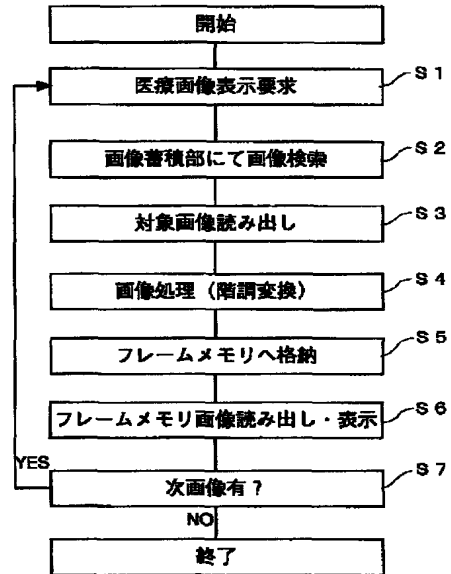 開始
医療画像表示要求 S1
画像蓄積部にて画像検索 S2
対象画像読み出し S3
画像処理（階調変換） S4
フレームメモリへ格納 S5
フレームメモリ画像読み出し・表示 S6
YES
次画像有？ S7
NO
終了